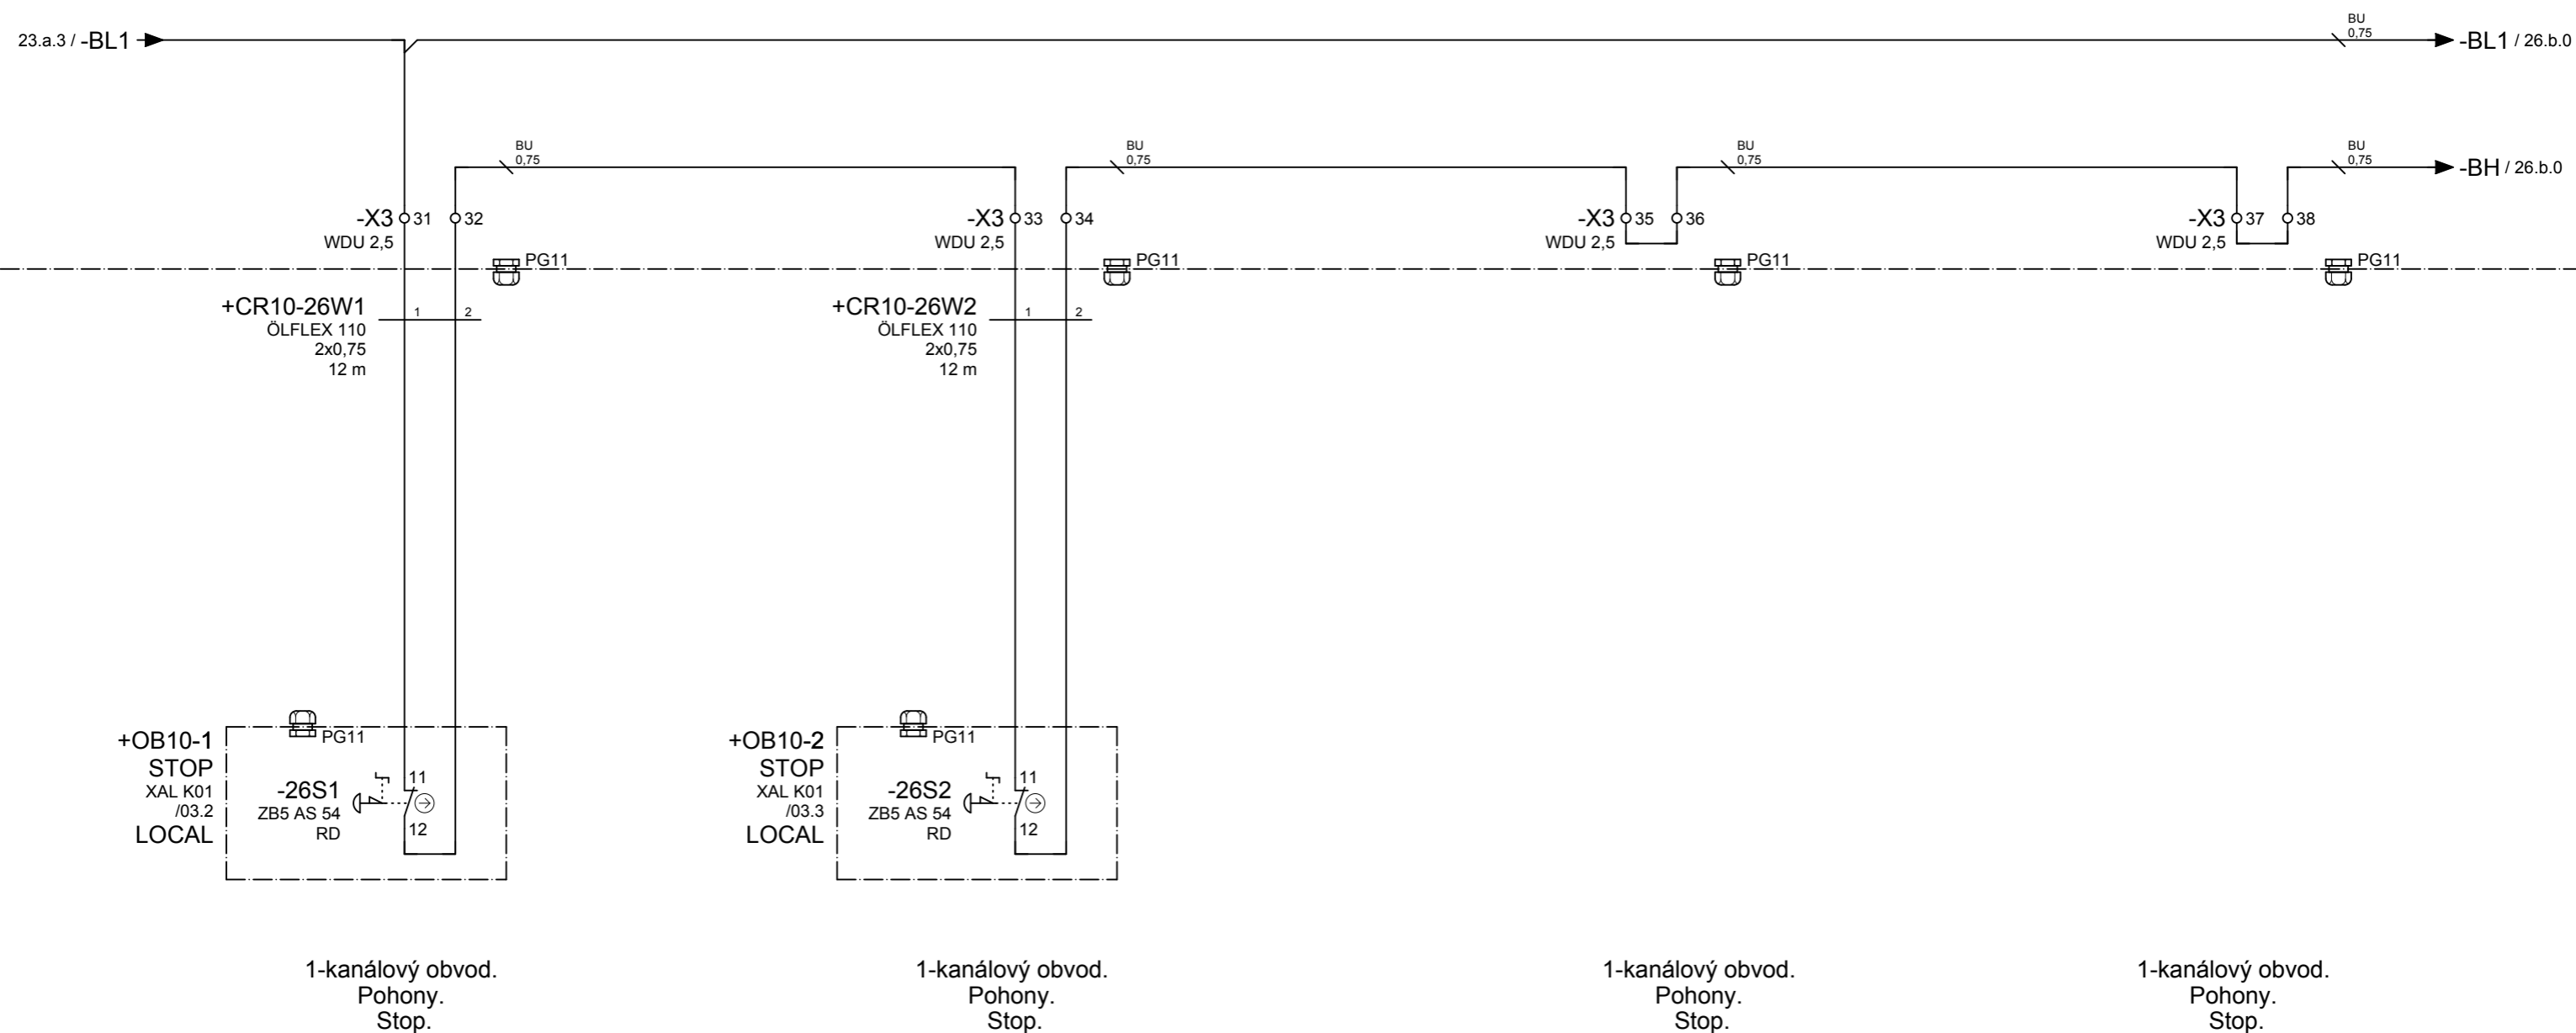 BU
0,75
23.a.3 / -BL1
-BL1 / 26.b.0
BU
0,75
BU
0,75
BU
0,75
BU
0,75
-BH / 26.b.0
-X3 31 32
WDU 2,5
-X3 33 34
WDU 2,5
-X3 35 36
WDU 2,5
-X3 37 38
WDU 2,5
PG11
PG11
PG11
PG11
+CR10-26W1
ÖLFLEX 110
2x0,75
12 m
1 2
+CR10-26W2
ÖLFLEX 110
2x0,75
12 m
1 2
+OB10-1
STOP
XAL K01
/03.2
LOCAL
PG11
-26S1
ZB5 AS 54
RD
11
12
+OB10-2
STOP
XAL K01
/03.3
LOCAL
PG11
-26S2
ZB5 AS 54
RD
11
12
1-kanálový obvod.
Pohony.
Stop.
1-kanálový obvod.
Pohony.
Stop.
1-kanálový obvod.
Pohony.
Stop.
1-kanálový obvod.
Pohony.
Stop.